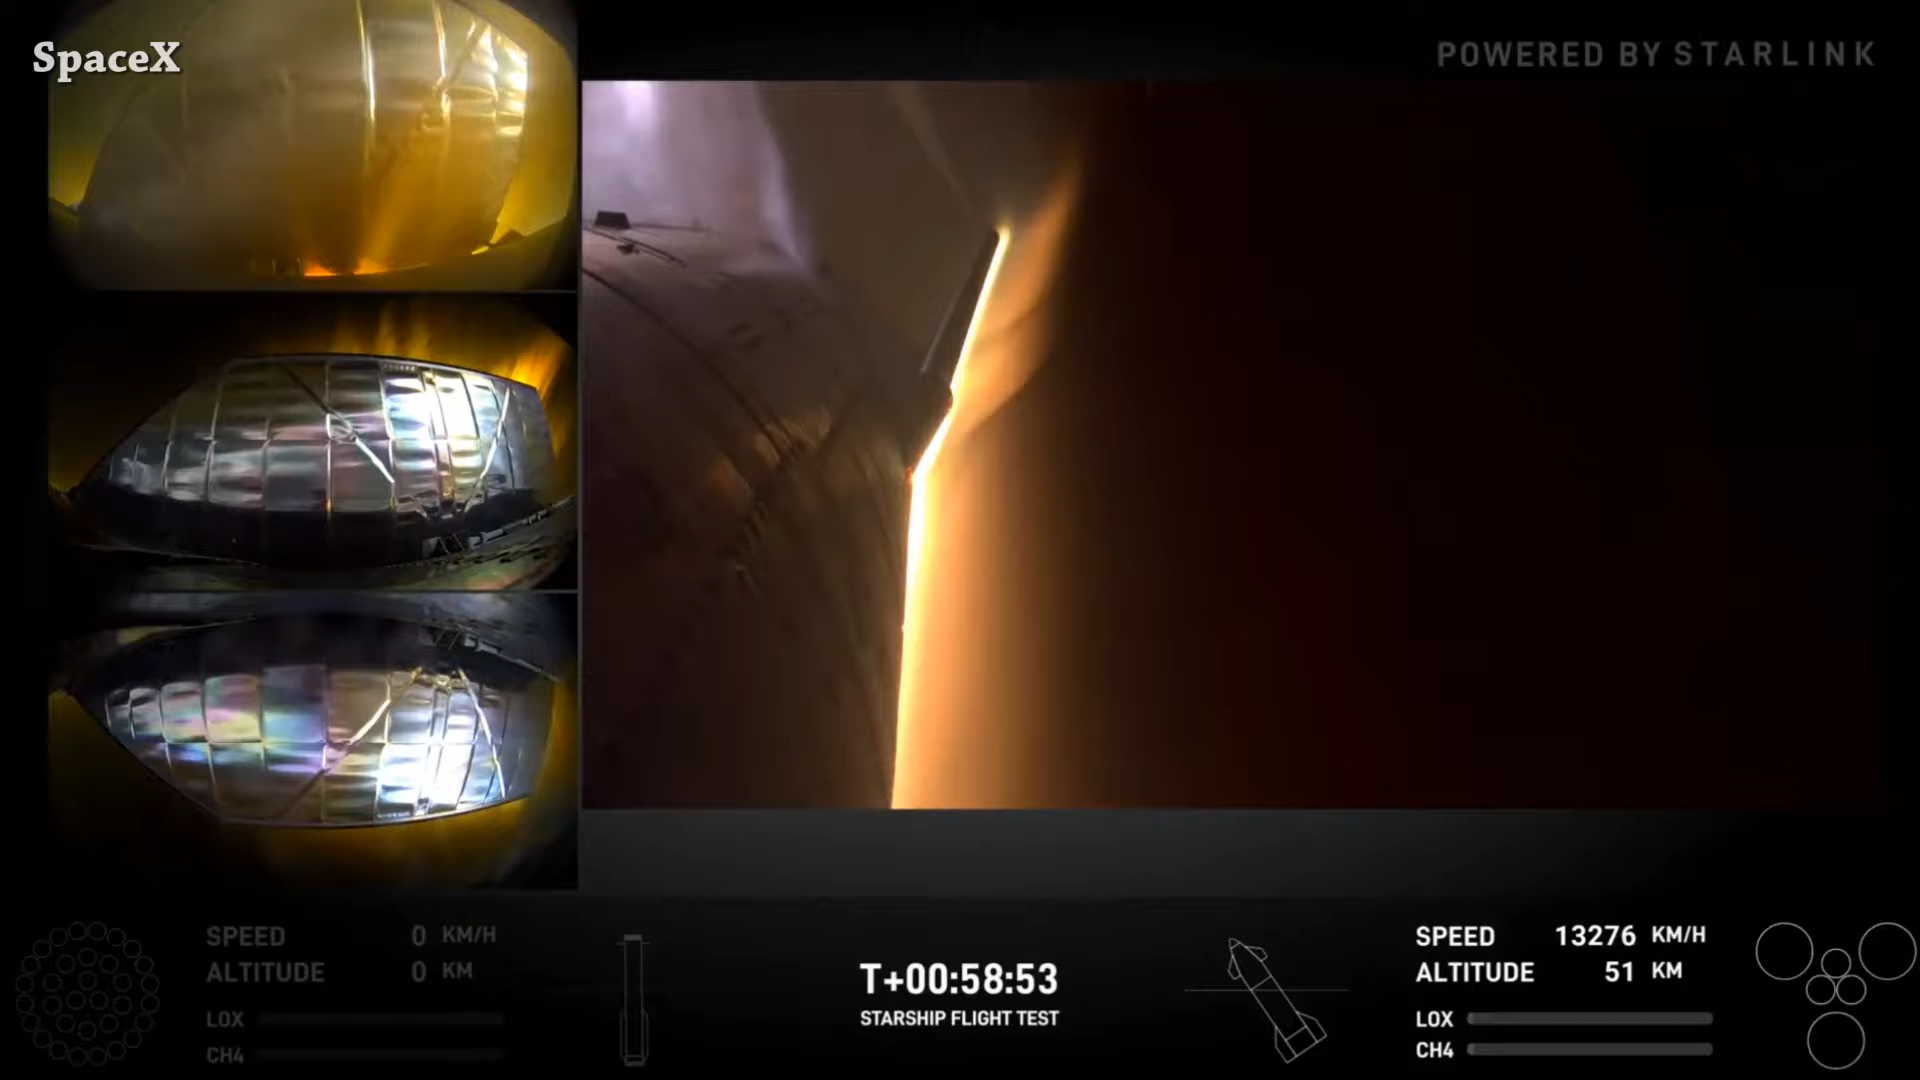 SpaceX
POWERED BY STARLINK
SPEED 0 KM/H
ALTITUDE 0 KM
LOX
CH4
T+00:58:53
STARSHIP FLIGHT TEST
SPEED 13276 KM/H
ALTITUDE 51 KM
LOX
CH4